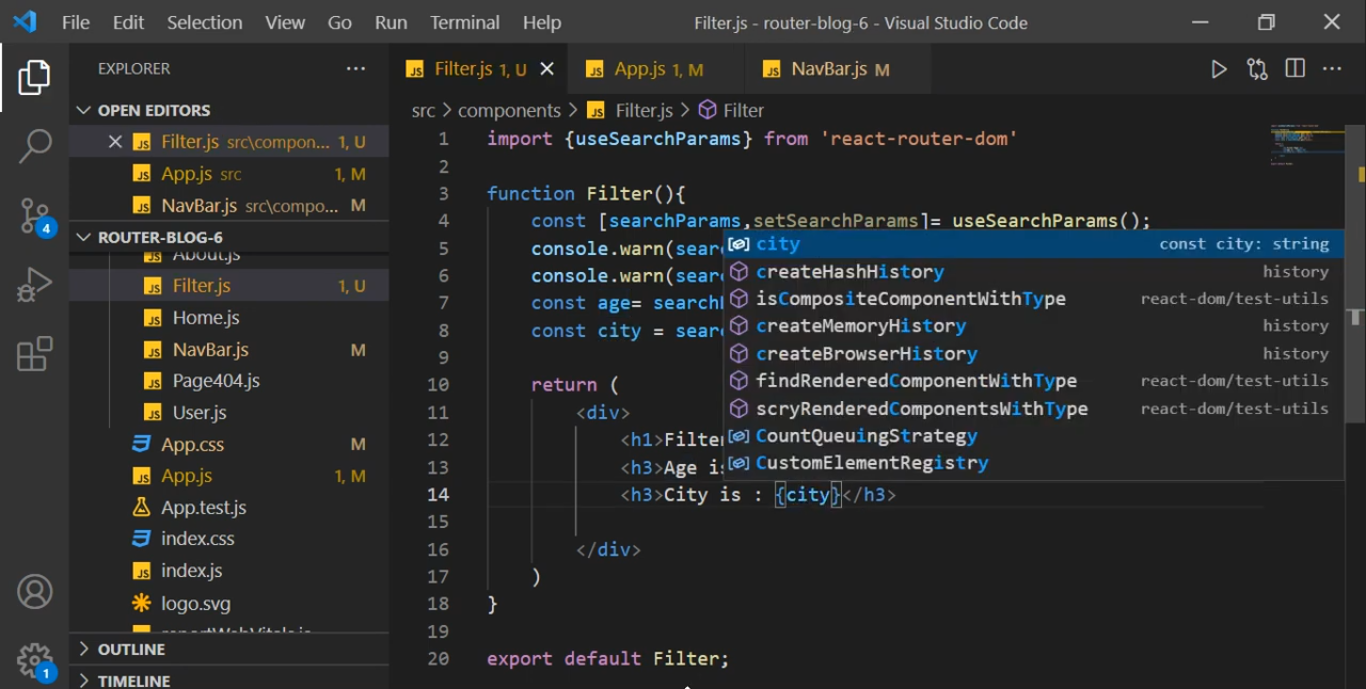 File Edit Selection View Go Run Terminal Help Filter.js - router-blog-6 - Visual Studio Code
EXPLORER
OPEN EDITORS
Filter.js src\compon... 1, U
App.js src 1, M
NavBar.js src\compo... M
ROUTER-BLOG-6
About.js
Filter.js 1, U
Home.js
NavBar.js M
Page404.js
User.js
App.css M
App.js 1, M
App.test.js
index.css
index.js
logo.svg
OUTLINE
TIMELINE
4
1
Filter.js 1, U App.js 1, M NavBar.js M
src > components > JS Filter.js > Filter
1 import {useSearchParams} from 'react-router-dom'
2
3 function Filter(){
4 const [searchParams,setSearchParams]= useSearchParams();
5 console.warn(sear
6 console.warn(sear
7 const age= search
8 const city = sear
9
10 return (
11 <div>
12 <h1>Filter
13 <h3>Age is
14 <h3>City is : {city}</h3>
15
16 </div>
17 )
18 }
19
20 export default Filter;
city const city: string
createHashHistory history
isCompositeComponentWithType react-dom/test-utils
createMemoryHistory history
createBrowserHistory history
findRenderedComponentWithType react-dom/test-utils
scryRenderedComponentsWithType react-dom/test-utils
CountQueuingStrategy
CustomElementRegistry